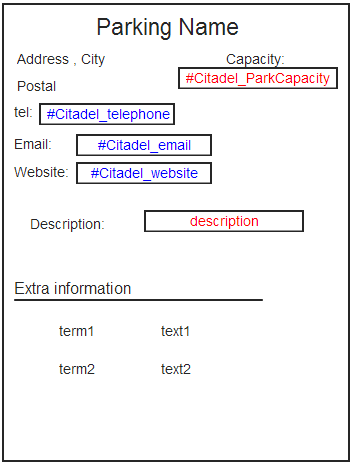 Parking Name
Address , City
Capacity:
#Citadel_ParkCapacity
Postal
tel: #Citadel_telephone
Email: #Citadel_email
Website: #Citadel_website
Description: description
Extra information
term1 text1
term2 text2